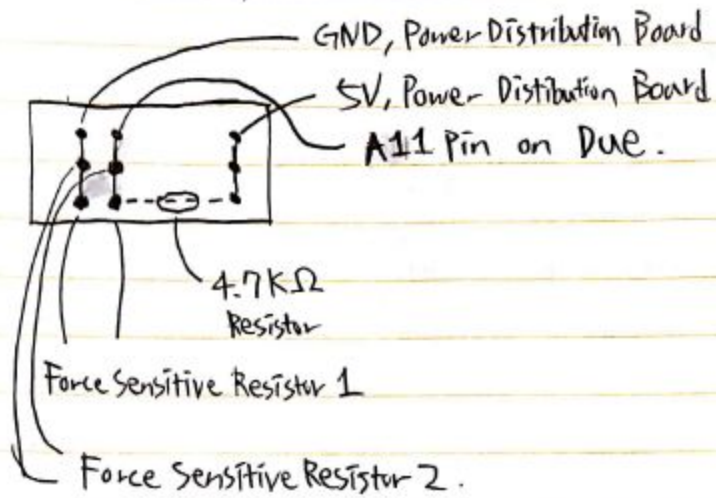 GND, Power Distribution Board
5V, Power Distibution Board
A11 Pin on Due.
4.7KΩ
Resistor
Force Sensitive Resistor 1
Force Sensitive Resistor 2.